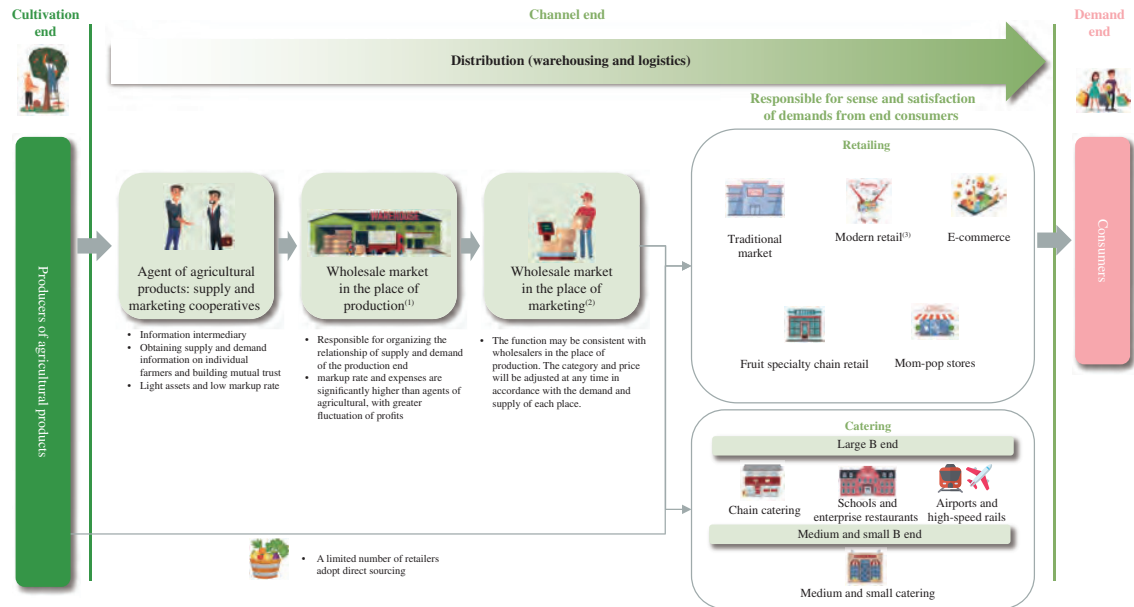 Cultivation
end
Channel end
Demand
end
Distribution (warehousing and logistics)
Responsible for sense and satisfaction
of demands from end consumers
Producers of agricultural products
Agent of agricultural
products: supply and
marketing cooperatives
• Information intermediary
• Obtaining supply and demand
information on individual
farmers and building mutual trust
• Light assets and low markup rate
WAREHOUSE
Wholesale market
in the place of
production(1)
• Responsible for organizing the
relationship of supply and demand
of the production end
• markup rate and expenses are
significantly higher than agents of
agricultural, with greater
fluctuation of profits
Wholesale market
in the place of
marketing(2)
• The function may be consistent with
wholesalers in the place of
production. The category and price
will be adjusted at any time in
accordance with the demand and
supply of each place.
Retailing
Traditional
market
Modern retail(3)
E-commerce
Fruit specialty chain retail
Mom-pop stores
Catering
Large B end
Chain catering
Schools and
enterprise restaurants
Airports and
high-speed rails
Medium and small B end
Medium and small catering
• A limited number of retailers
adopt direct sourcing
Consumers